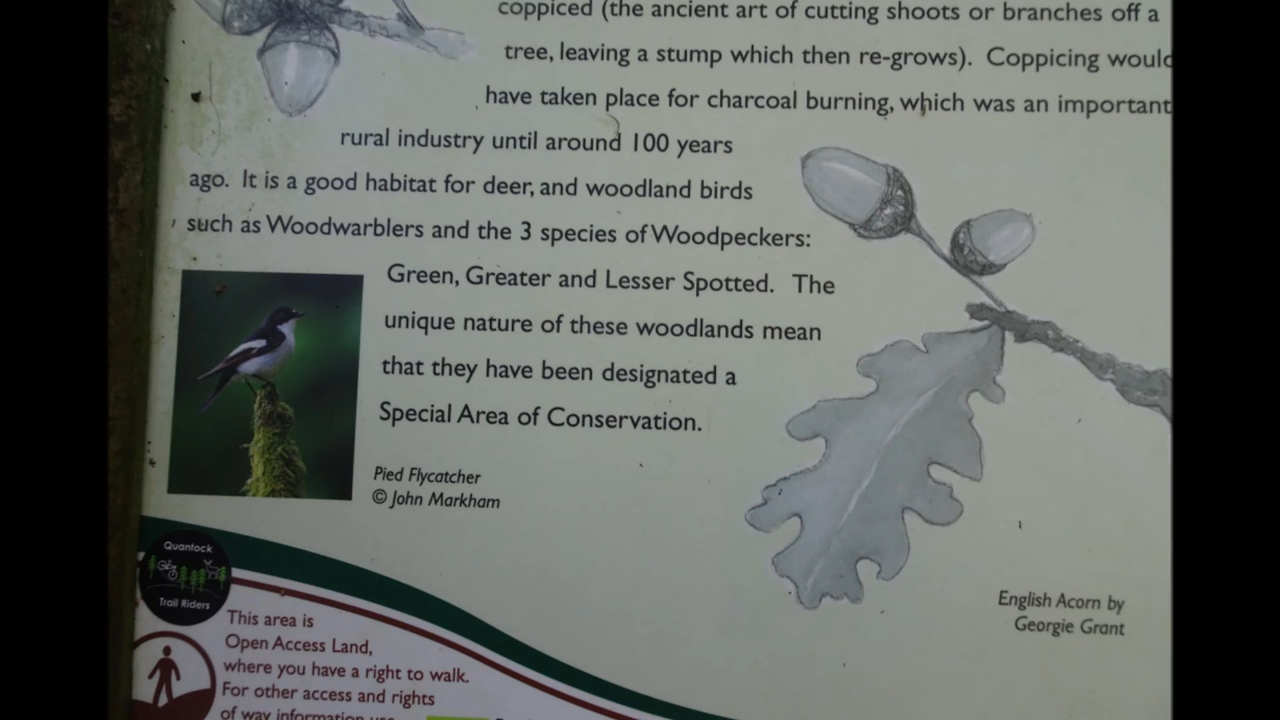 coppiced (the ancient art of cutting shoots or branches off a
tree, leaving a stump which then re-grows). Coppicing would
have taken place for charcoal burning, which was an important
rural industry until around 100 years
ago. It is a good habitat for deer, and woodland birds
such as Woodwarblers and the 3 species of Woodpeckers:
Green, Greater and Lesser Spotted. The
unique nature of these woodlands mean
that they have been designated a
Special Area of Conservation.
Pied Flycatcher
© John Markham
English Acorn by
Georgie Grant
Quantock
Trail Riders
This area is
Open Access Land,
where you have a right to walk.
For other access and rights
of way information